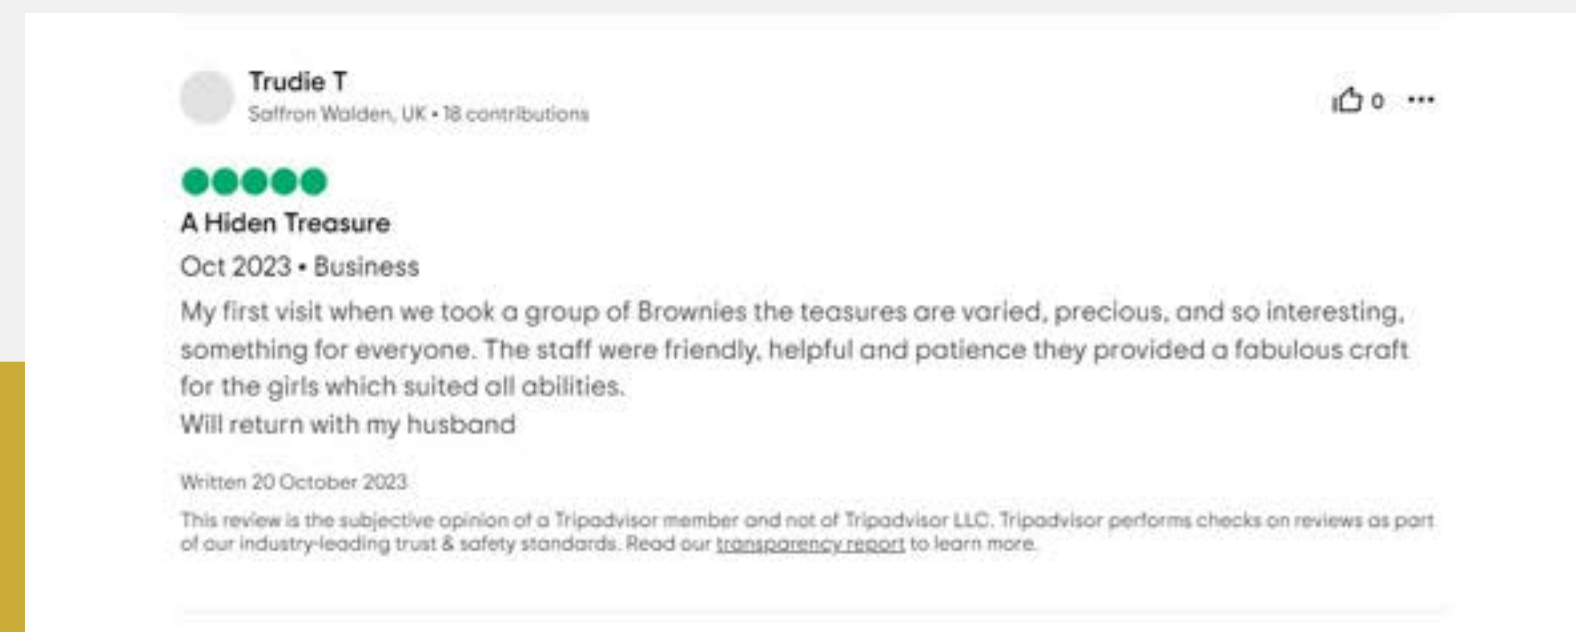 Trudie T
Saffron Walden, UK • 18 contributions
0
A Hiden Treasure
Oct 2023 • Business
My first visit when we took a group of Brownies the teasures are varied, precious, and so interesting,
something for everyone. The staff were friendly, helpful and patience they provided a fabulous craft
for the girls which suited all abilities.
Will return with my husband
Written 20 October 2023
This review is the subjective opinion of a Tripadvisor member and not of Tripadvisor LLC. Tripadvisor performs checks on reviews as part
of our industry-leading trust & safety standards. Read our transparency report to learn more.